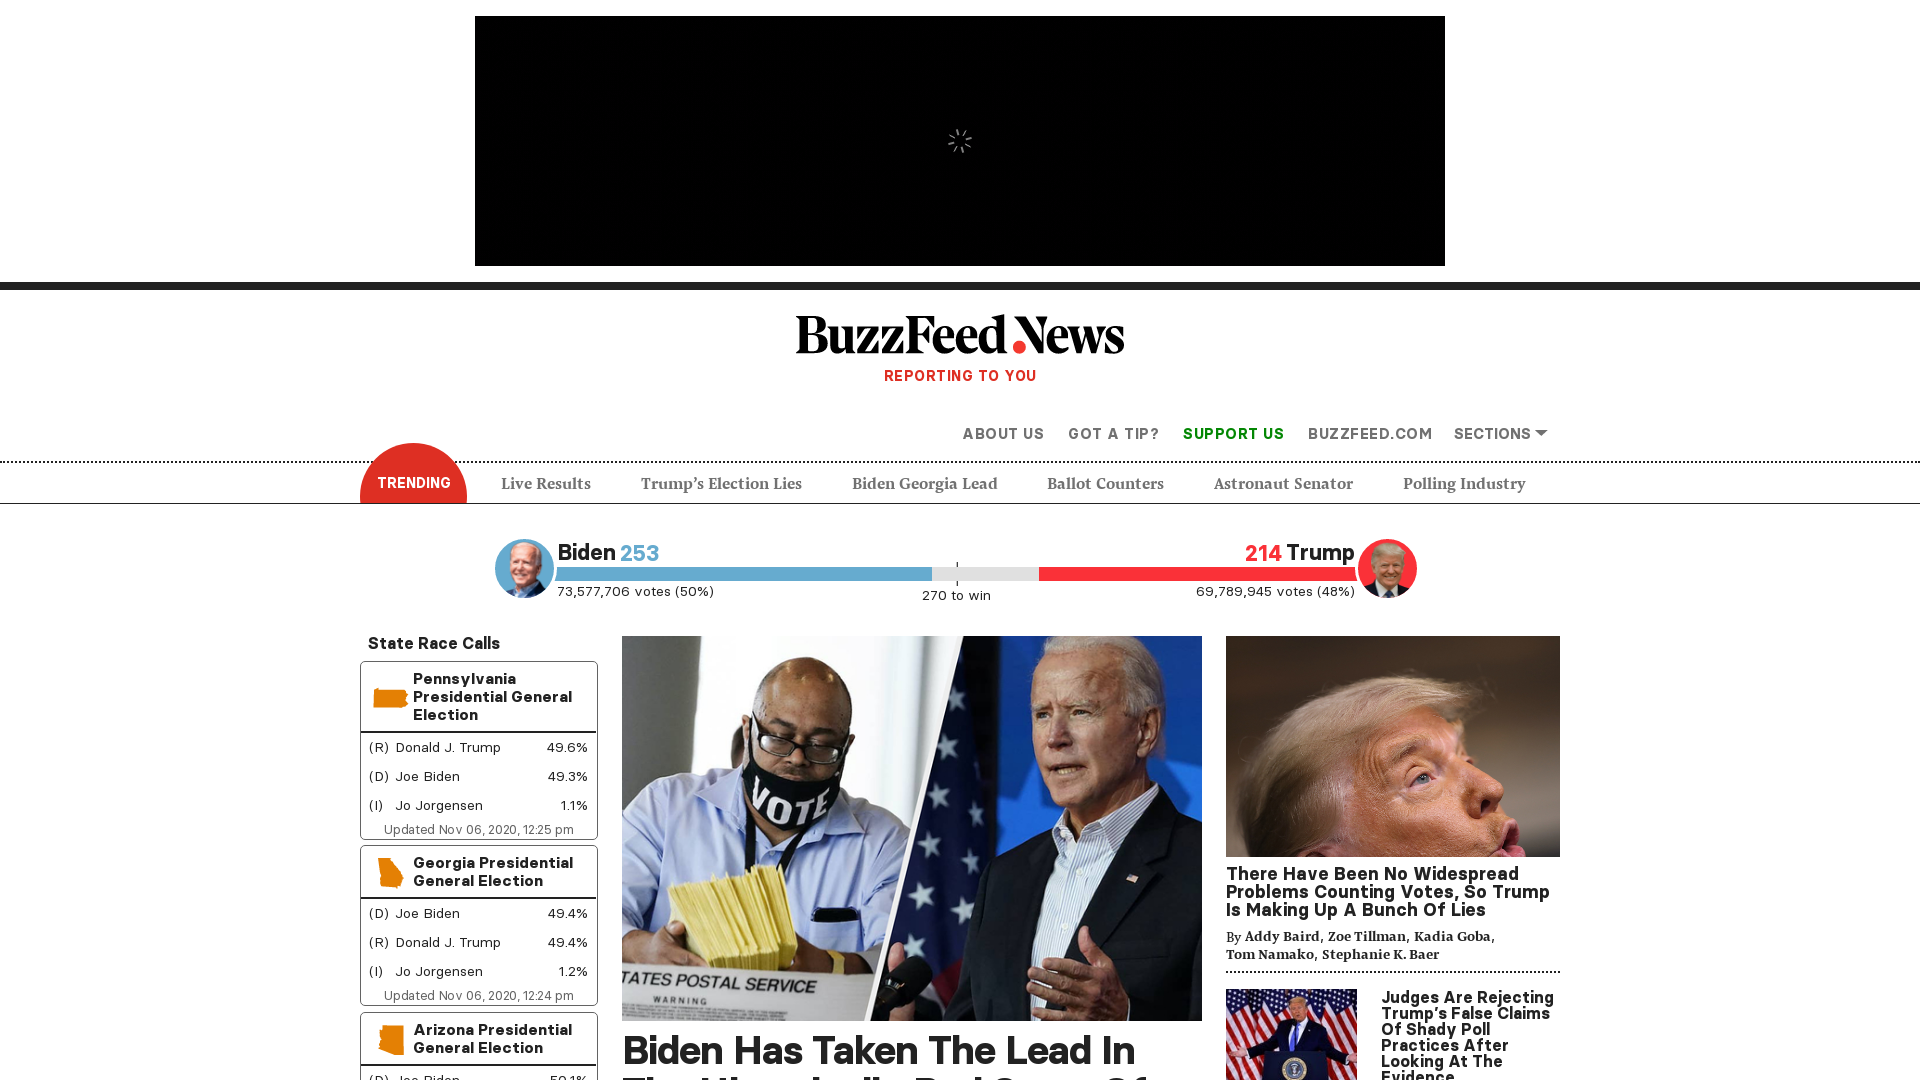 BuzzFeed News
REPORTING TO YOU
ABOUT US GOT A TIP? SUPPORT US BUZZFEED.COM SECTIONS
TRENDING Live Results Trump’s Election Lies Biden Georgia Lead Ballot Counters Astronaut Senator Polling Industry
Biden 253
214 Trump
73,577,706 votes (50%)
270 to win
69,789,945 votes (48%)
State Race Calls
Pennsylvania
Presidential General
Election
(R) Donald J. Trump 49.6%
(D) Joe Biden 49.3%
(I) Jo Jorgensen 1.1%
Updated Nov 06, 2020, 12:25 pm
Georgia Presidential
General Election
(D) Joe Biden 49.4%
(R) Donald J. Trump 49.4%
(I) Jo Jorgensen 1.2%
Updated Nov 06, 2020, 12:24 pm
Arizona Presidential
General Election
(D) Joe Biden 50.1%
VOTE
TATES POSTAL SERVICE
WARNING
Biden Has Taken The Lead In
There Have Been No Widespread
Problems Counting Votes, So Trump
Is Making Up A Bunch Of Lies
By Addy Baird, Zoe Tillman, Kadia Goba,
Tom Namako, Stephanie K. Baer
Judges Are Rejecting
Trump’s False Claims
Of Shady Poll
Practices After
Looking At The
Evidence